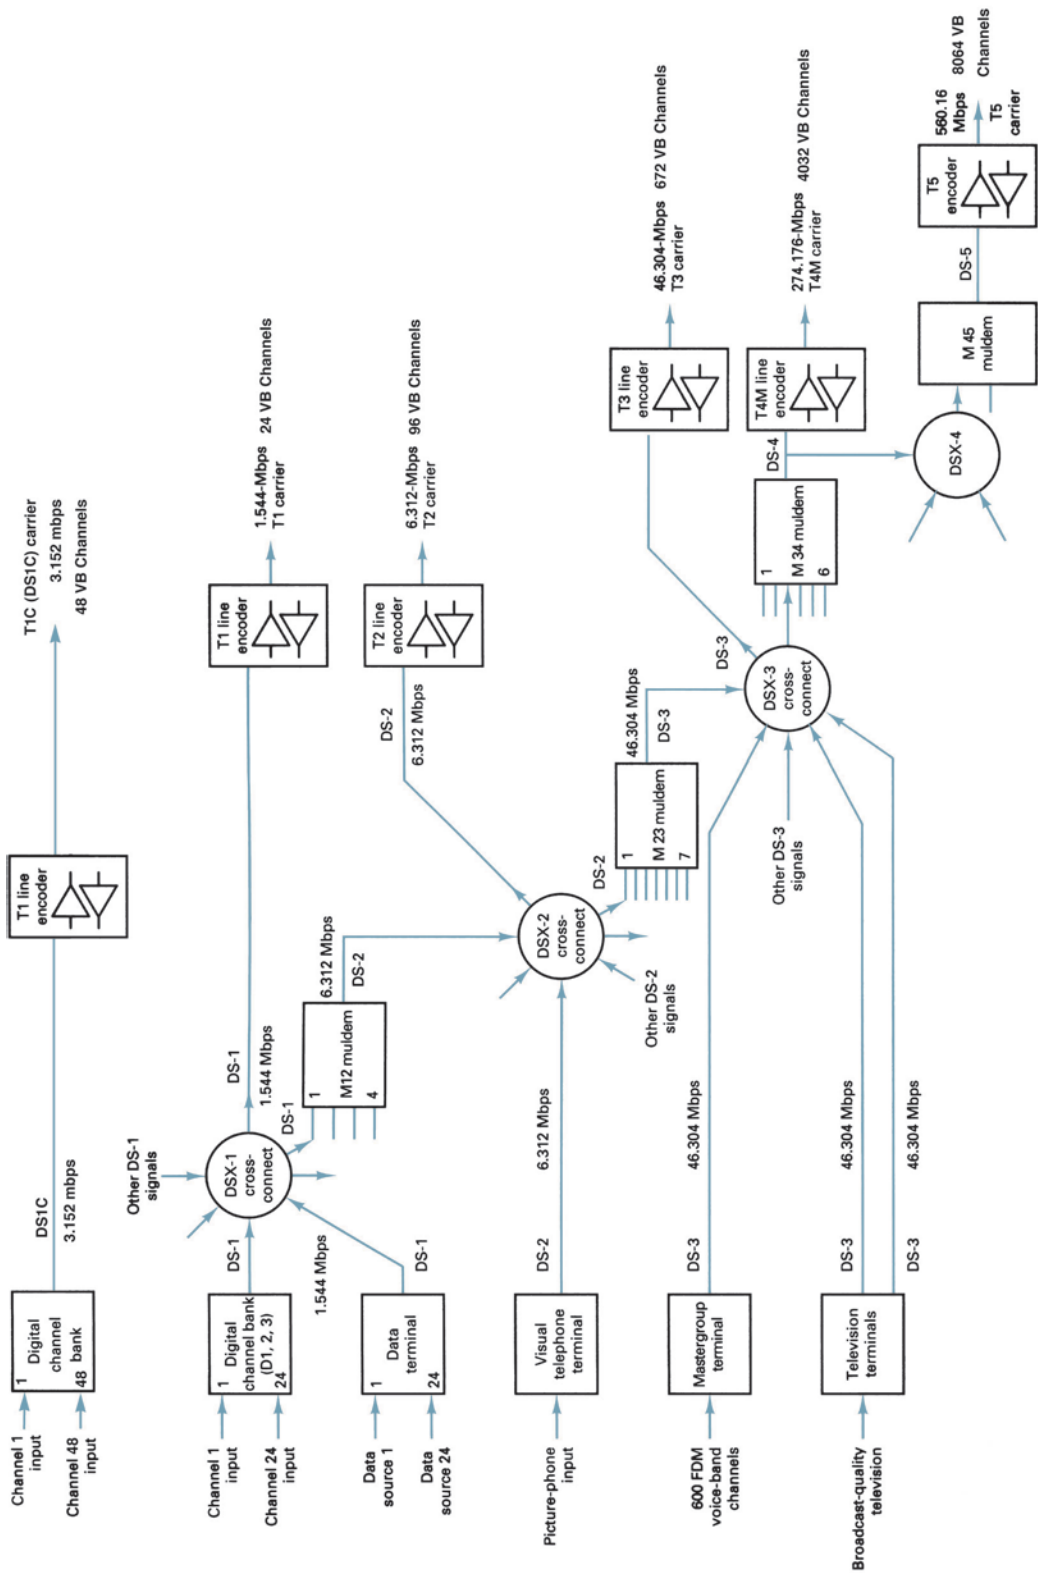 Channel 1
input
Channel 48
input
1
Digital
channel
bank
48
DS1C
3.152 mbps
T1 line
encoder
T1C (DS1C) carrier
3.152 mbps
48 VB Channels
Channel 1
input
Channel 24
input
1
Digital
channel bank
(D1, 2, 3)
24
DS-1
Other DS-1
signals
DSX-1
cross-
connect
DS-1
1.544 Mbps
T1 line
encoder
1.544-Mbps 24 VB Channels
T1 carrier
Data
source 1
Data
source 24
1
Data
terminal
24
1.544 Mbps
DS-1
DS-1
1
M12 muldem
4
6.312 Mbps
DS-2
DS-2
6.312 Mbps
T2 line
encoder
6.312-Mbps 96 VB Channels
T2 carrier
Picture-phone
input
Visual
telephone
terminal
DS-2
6.312 Mbps
DSX-2
cross-
connect
Other DS-2
signals
DS-2
1
M 23 muldem
7
46.304 Mbps
DS-3
DS-3
T3 line
encoder
46.304-Mbps 672 VB Channels
T3 carrier
600 FDM
voice-band
channels
Mastergroup
terminal
DS-3
46.304 Mbps
Other DS-3
signals
DSX-3
cross-
connect
1
M 34 muldem
6
DS-4
T4M line
encoder
274.176-Mbps 4032 VB Channels
T4M carrier
Broadcast-quality
television
Television
terminals
DS-3
46.304 Mbps
DS-3
46.304 Mbps
DSX-4
M 45
muldem
DS-5
T5
encoder
560.16
Mbps
T5
carrier
8064 VB
Channels